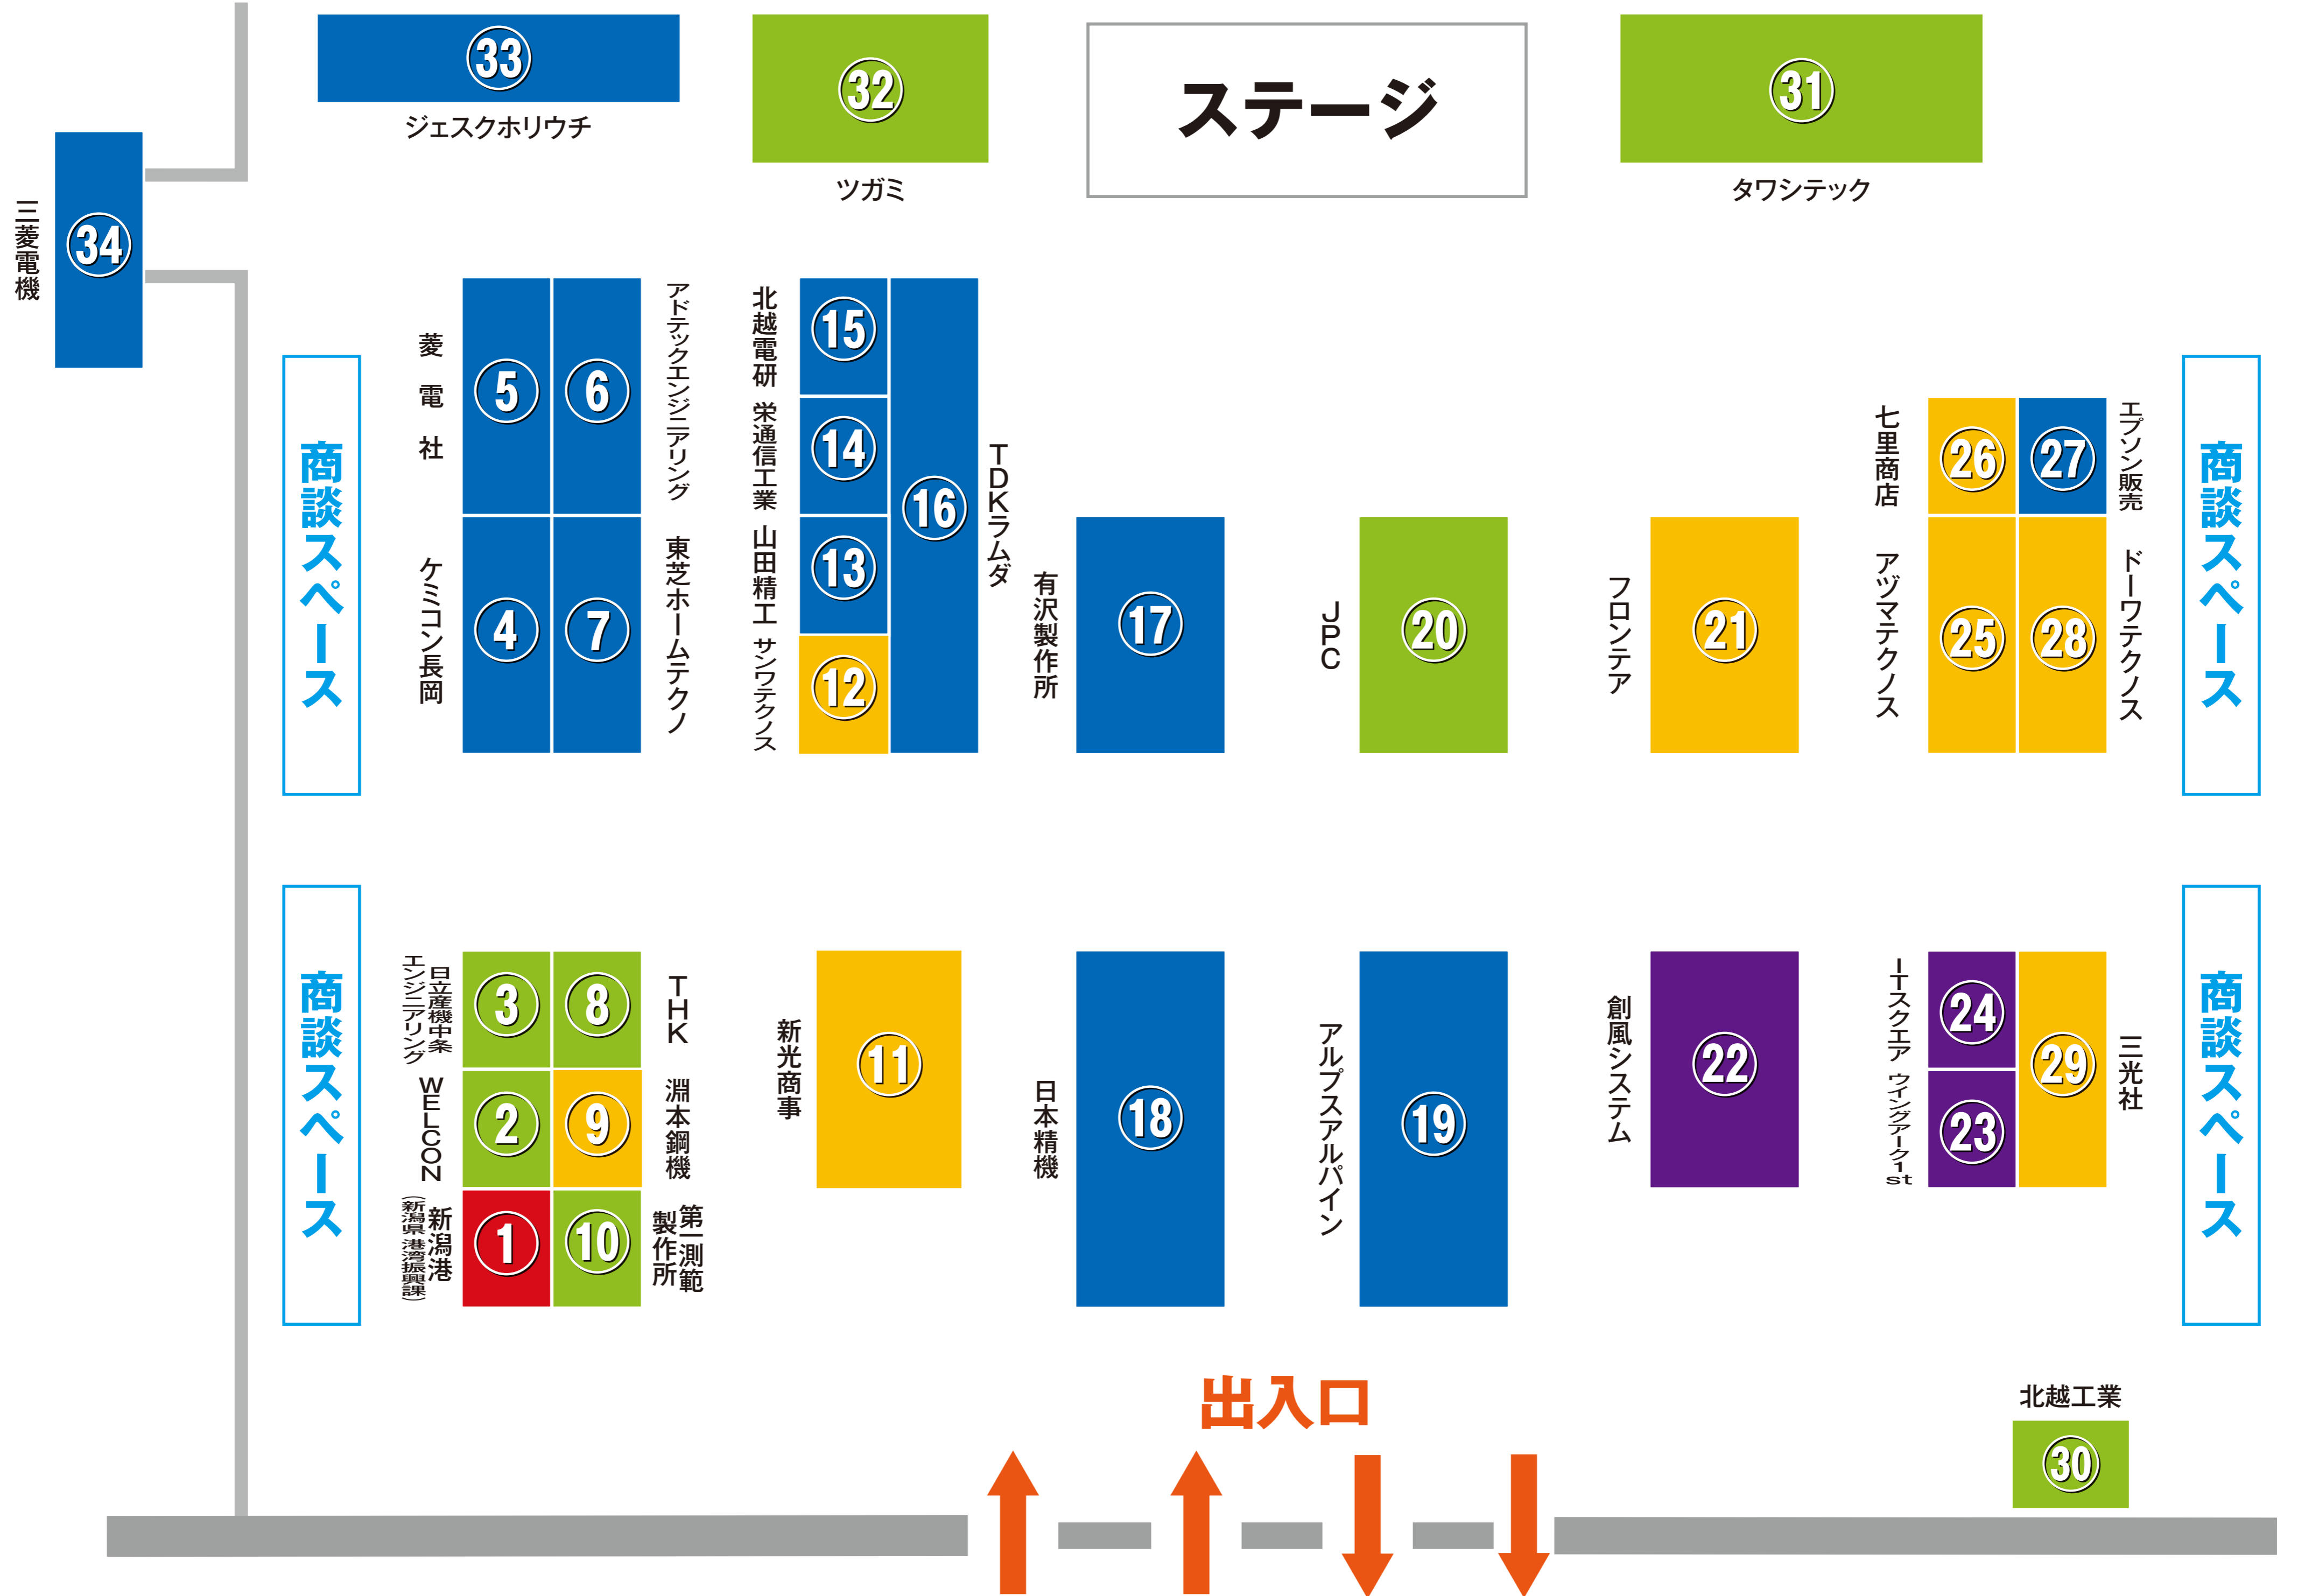 33
ジェスクホリウチ
32
ツガミ
ステージ
31
タワシテック
34
三菱電機
商談スペース
5
菱電社
6
アドテックエンジニアリング
4
ケミコン長岡
7
東芝ホームテクノ
15
北越電研
14
栄通信工業
13
山田精工
12
サンワテクノス
16
TDKラムダ
17
有沢製作所
20
JPC
21
フロンテア
26
七里商店
27
エプソン販売
25
アヅマテクノス
28
ドーワテクノス
商談スペース
商談スペース
3
日立産機中条
エンジニアリング
8
THK
2
WELCON
9
淵本鋼機
1
新潟港
(新潟県 港湾振興課)
10
第一測範
製作所
11
新光商事
18
日本精機
19
アルプスアルパイン
22
創風システム
24
ITスクエア
23
ウイングアーク1st
29
三光社
商談スペース
出入口
北越工業
30